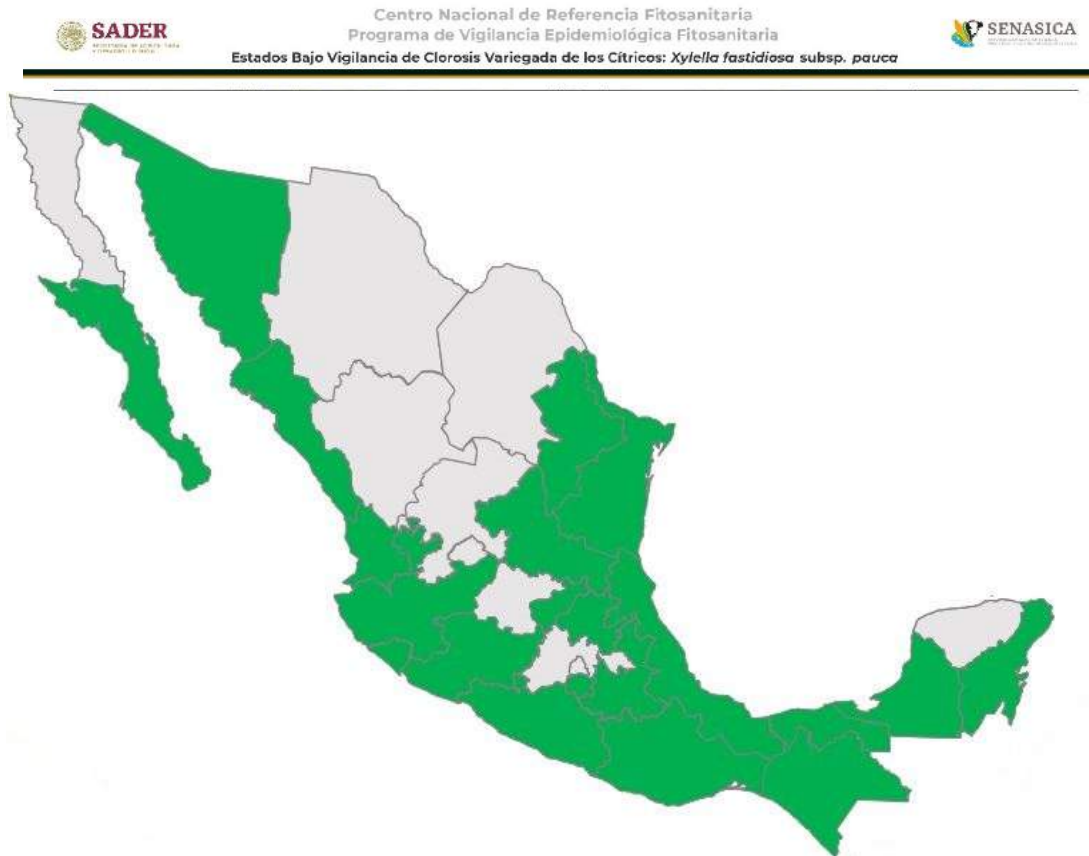 SADER
Centro Nacional de Referencia Fitosanitaria
Programa de Vigilancia Epidemiológica Fitosanitaria
Estados Bajo Vigilancia de Clorosis Variegada de los Cítricos: Xylella fastidiosa subsp. pauca
SENASICA